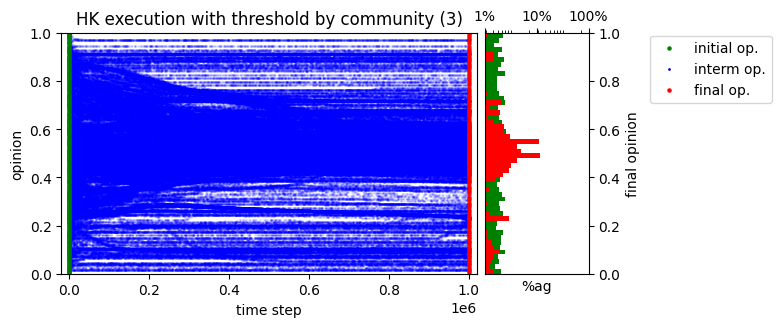 HK execution with threshold by community (3)
1% 10% 100%
initial op.
interm op.
final op.
opinion
1.0
0.8
0.6
0.4
0.2
0.0
0.0 0.2 0.4 0.6 0.8 1.0
1e6
time step
1.0
0.8
0.6
0.4
0.2
0.0
final opinion
%ag